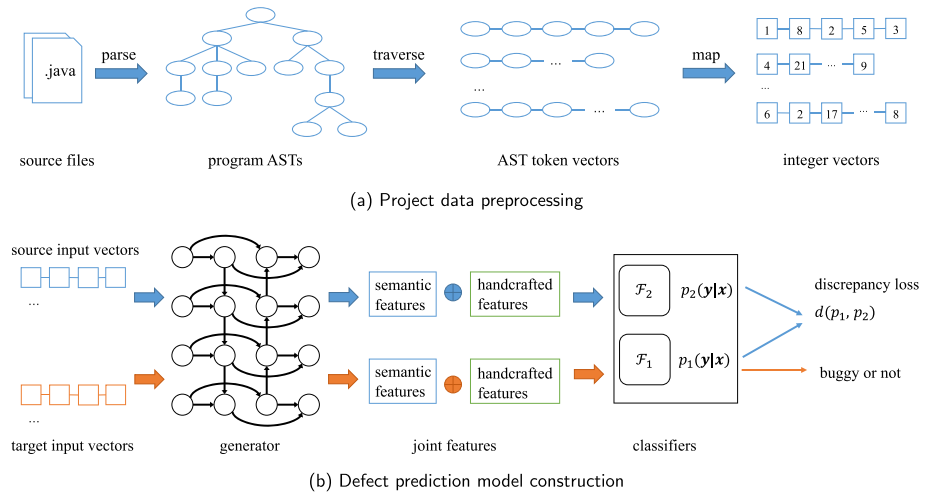 .java
parse
traverse
map
1 8 2 5 3
...
4 21 ... 9
...
...
...
6 2 17 ... 8
source files
program ASTs
AST token vectors
integer vectors
(a) Project data preprocessing
source input vectors
...
semantic features
handcrafted features
F₂ p₂(y|x)
discrepancy loss
d(p₁, p₂)
semantic features
handcrafted features
F₁ p₁(y|x)
buggy or not
...
target input vectors
generator
joint features
classifiers
(b) Defect prediction model construction